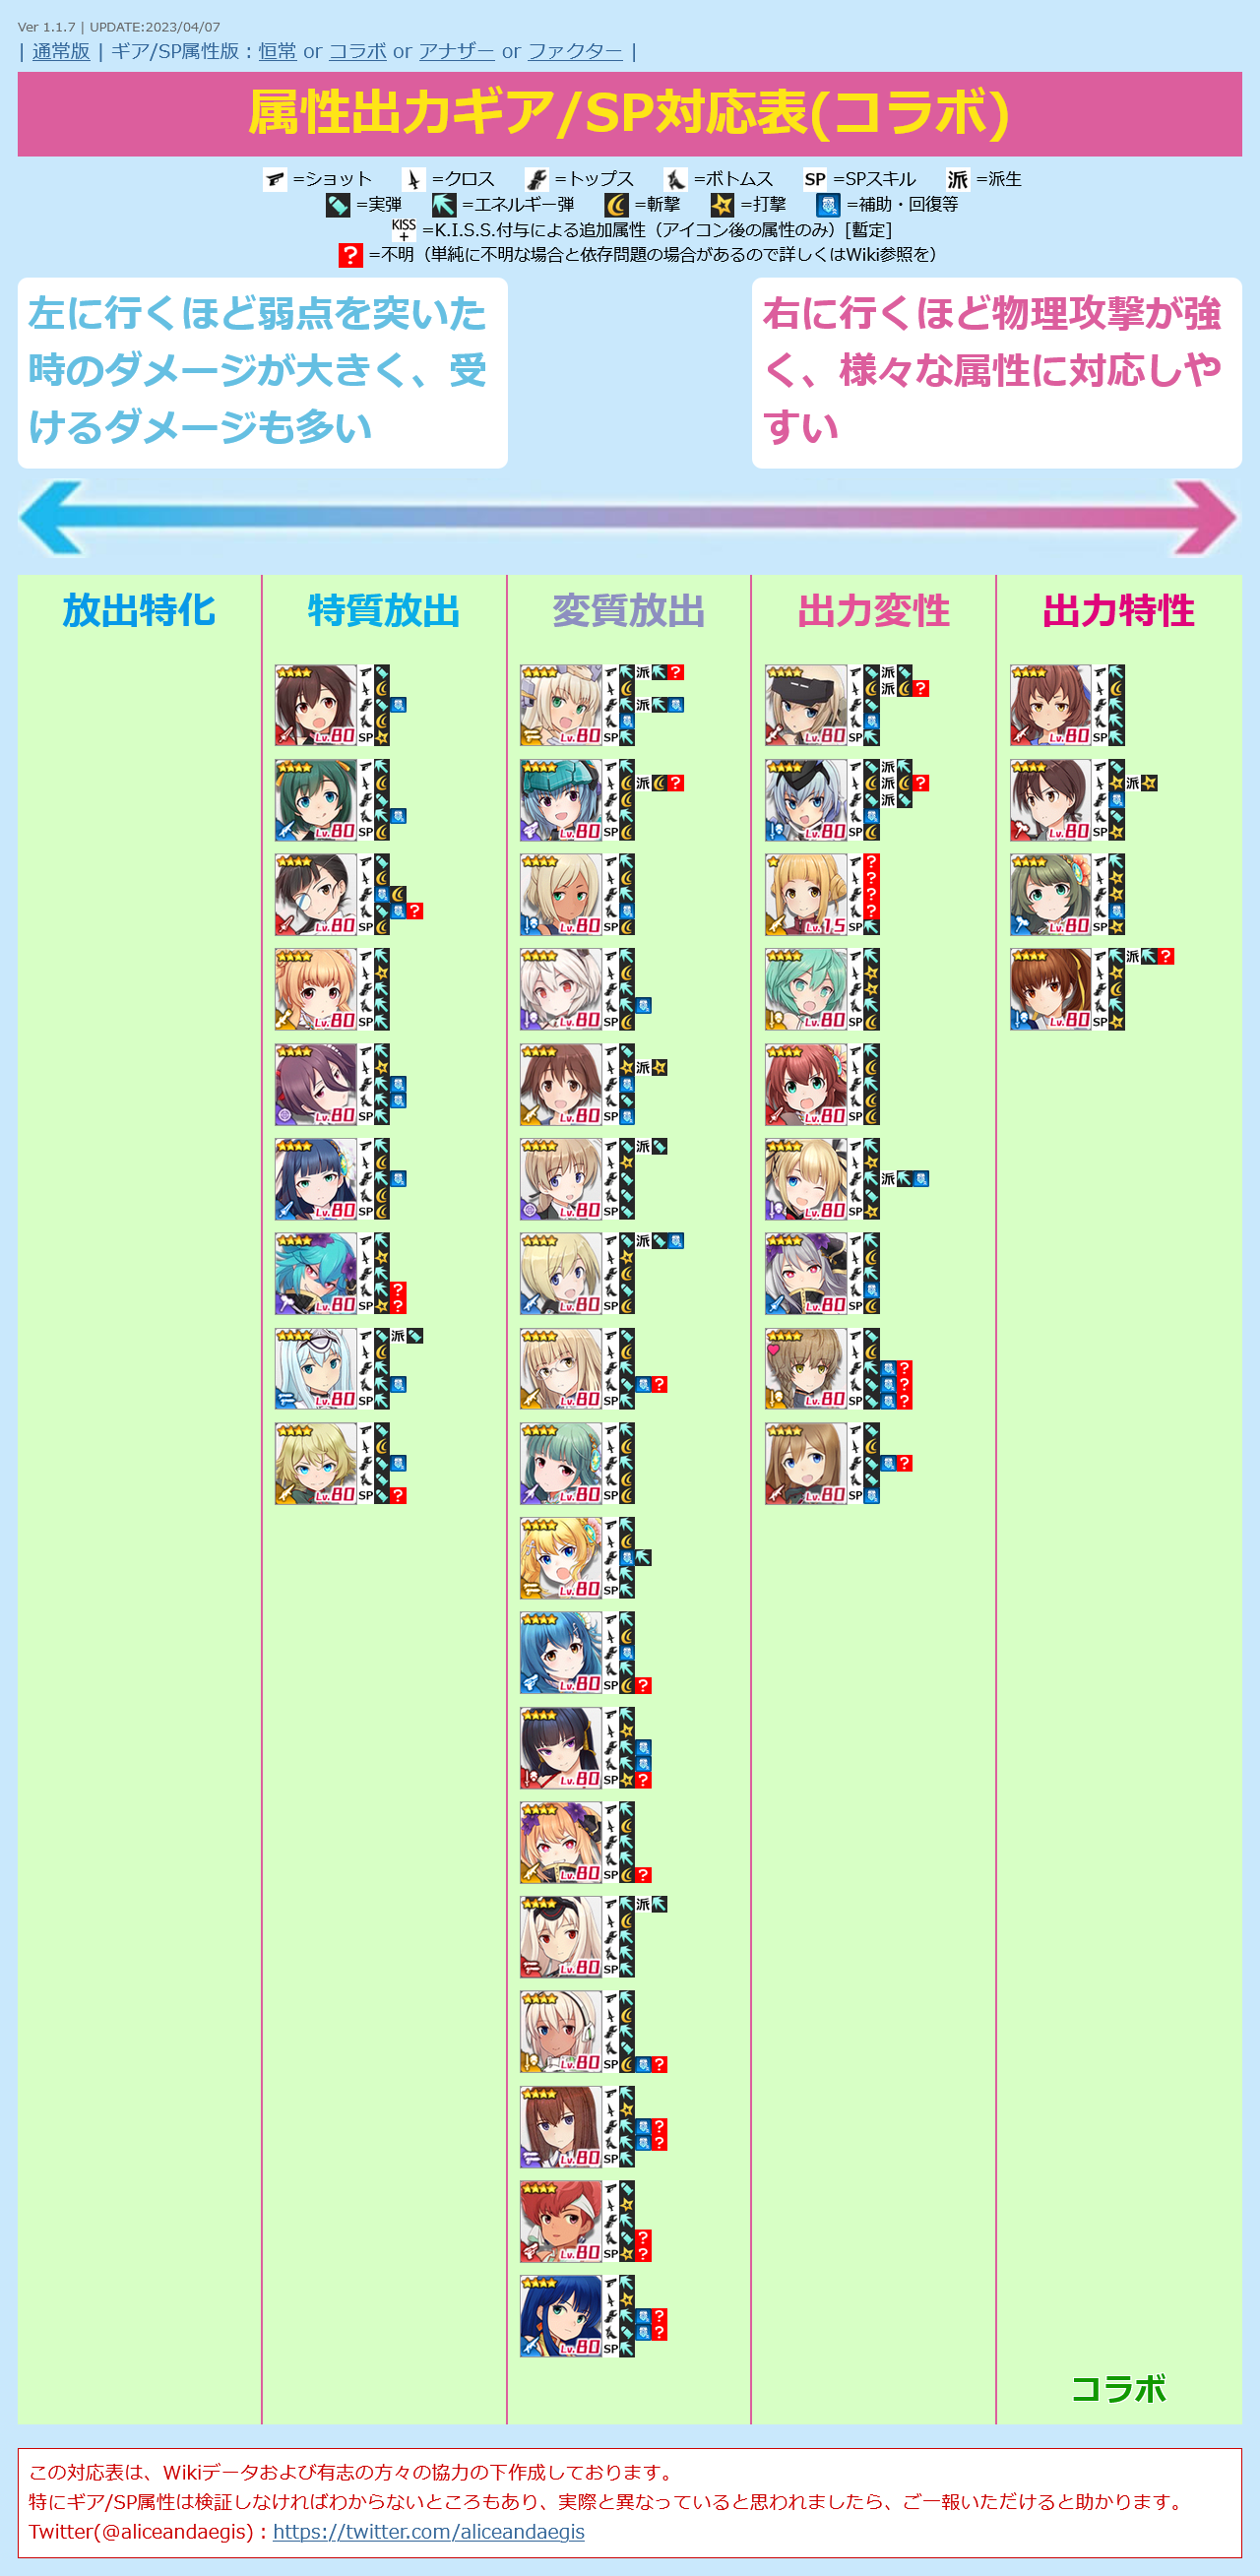 Ver 1.1.7 | UPDATE:2023/04/07
| 通常版 | ギア/SP属性版 : 恒常 or コラボ or アナザー or ファクター |
属性出力ギア/SP対応表(コラボ)
=ショット =クロス =トップス =ボトムス SP =SPスキル 派 =派生
=実弾 =エネルギー弾 =斬撃 =打撃 =補助・回復等
KISS+ =K.I.S.S.付与による追加属性（アイコン後の属性のみ）[暫定]
? =不明（単純に不明な場合と依存問題の場合があるので詳しくはWiki参照を）
左に行くほど弱点を突いた
時のダメージが大きく、受
けるダメージも多い
右に行くほど物理攻撃が強
く、様々な属性に対応しや
すい
放出特化 特質放出 変質放出 出力変性 出力特性
コラボ
この対応表は、Wikiデータおよび有志の方々の協力の下作成しております。
特にギア/SP属性は検証しなければわからないところもあり、実際と異なっていると思われましたら、ご一報いただけると助かります。
Twitter(@aliceandaegis) : https://twitter.com/aliceandaegis